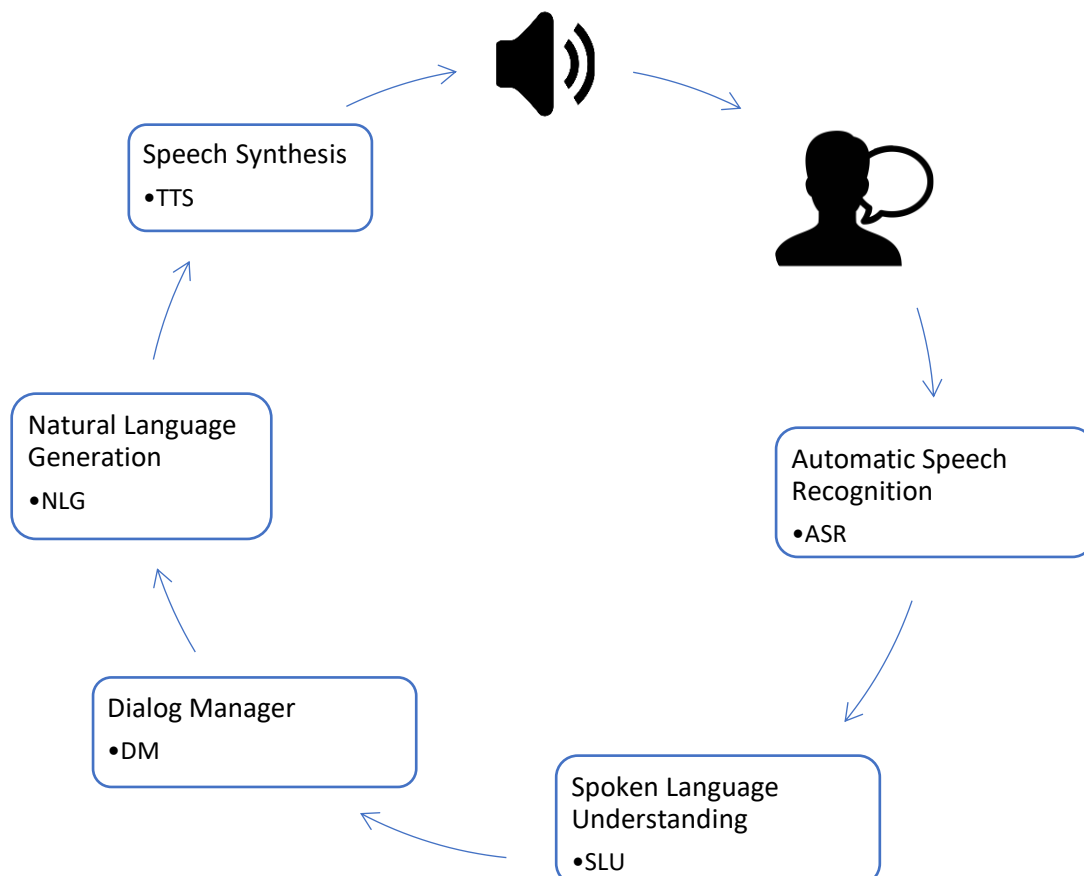 Speech Synthesis
•TTS
Natural Language
Generation
•NLG
Automatic Speech
Recognition
•ASR
Dialog Manager
•DM
Spoken Language
Understanding
•SLU